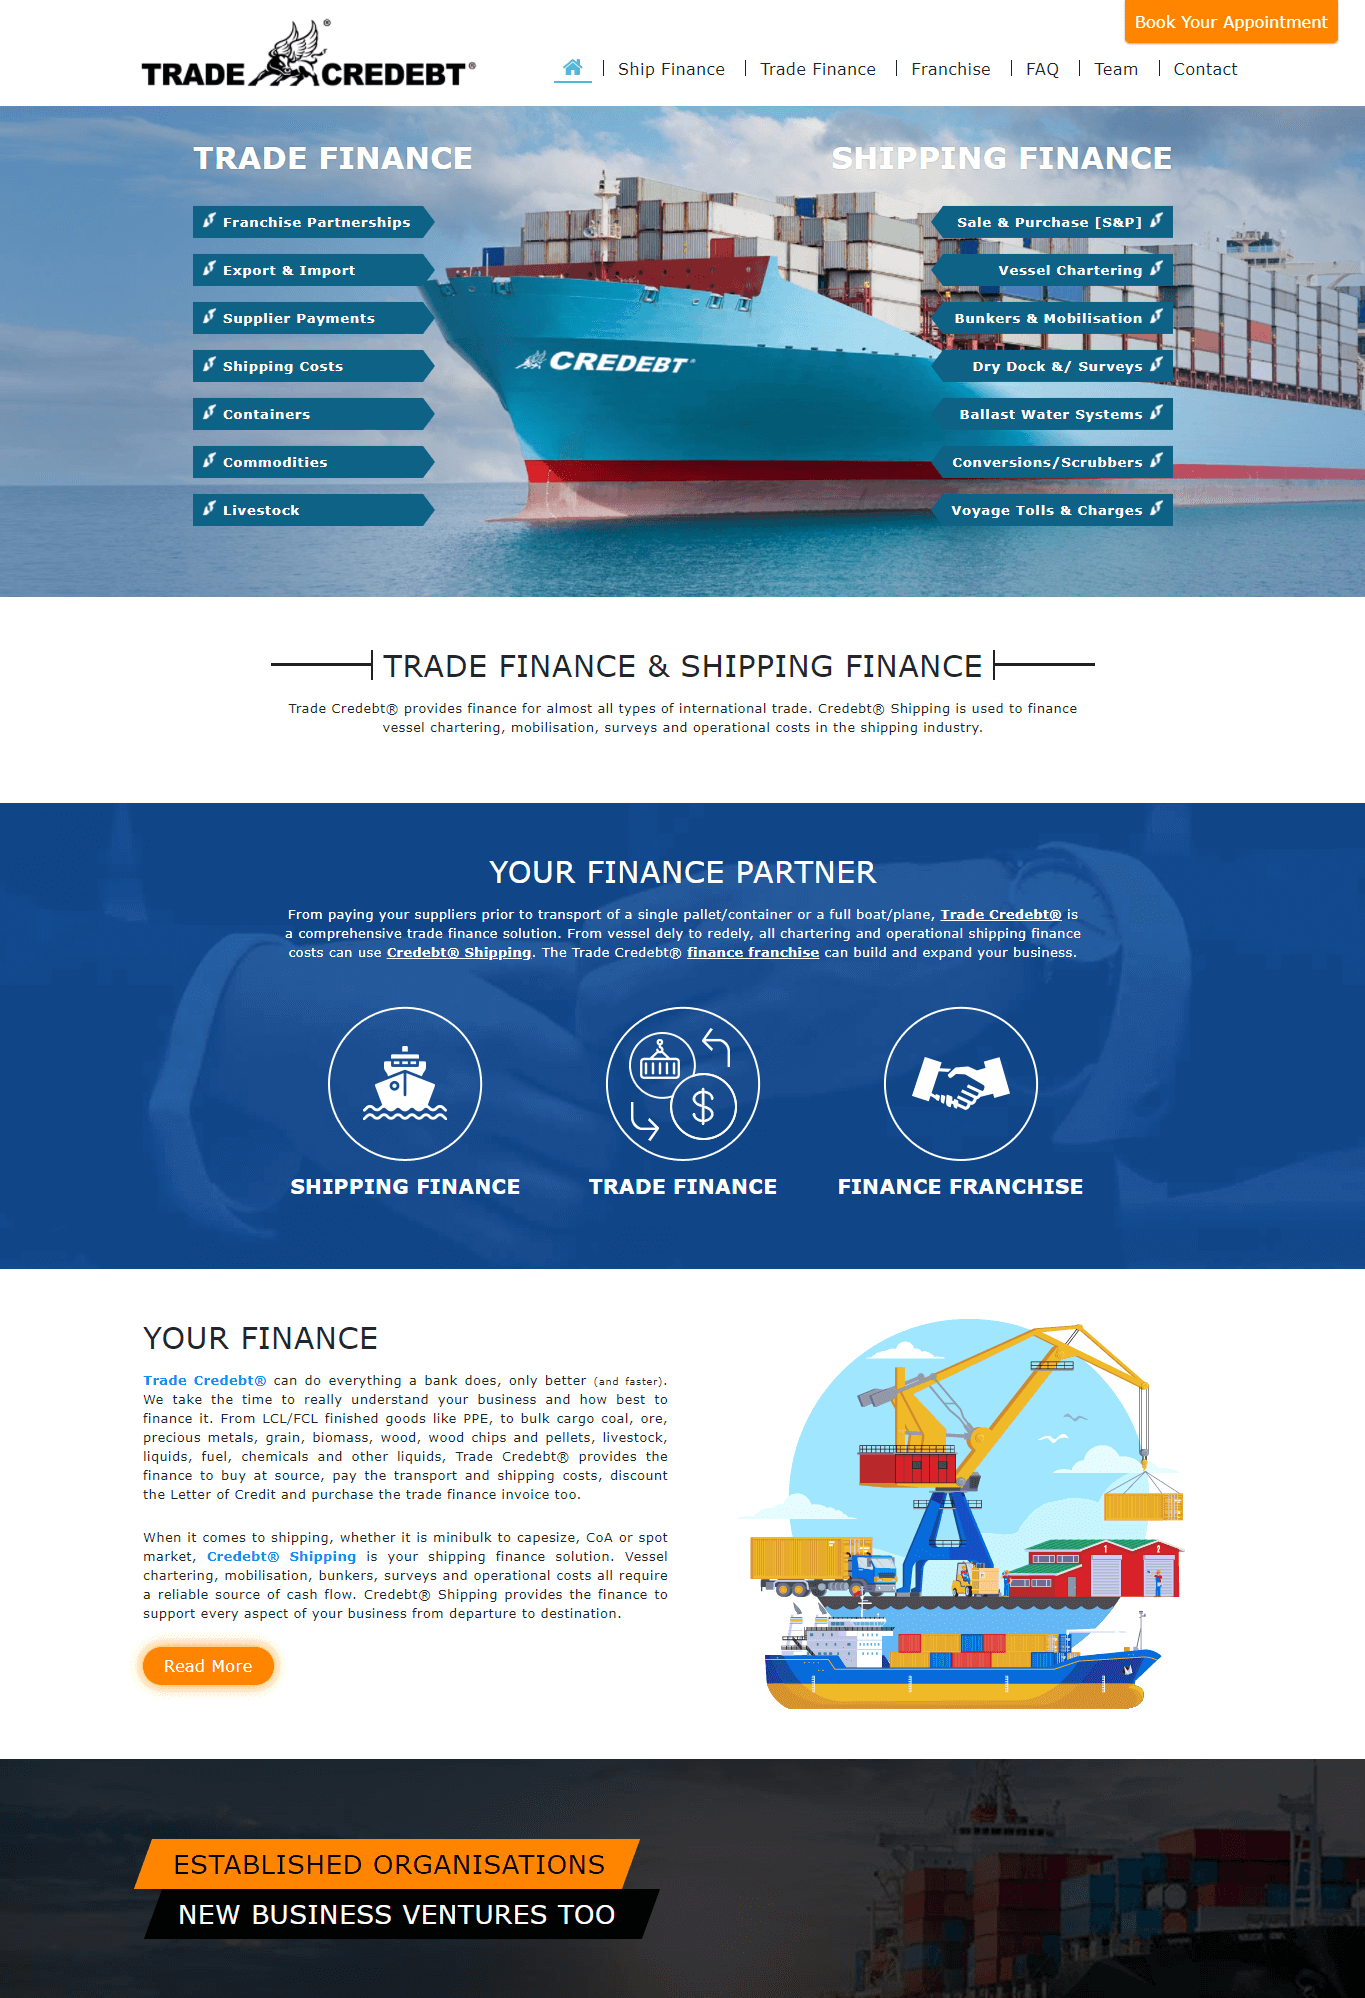 Book Your Appointment
TRADE CREDEBT®
Ship Finance
Trade Finance
Franchise
FAQ
Team
Contact
TRADE FINANCE
Franchise Partnerships
Export & Import
Supplier Payments
Shipping Costs
Containers
Commodities
Livestock
SHIPPING FINANCE
Sale & Purchase [S&P]
Vessel Chartering
Bunkers & Mobilisation
Dry Dock &/ Surveys
Ballast Water Systems
Conversions/Scrubbers
Voyage Tolls & Charges
CREDEBT®
TRADE FINANCE & SHIPPING FINANCE
Trade Credebt® provides finance for almost all types of international trade. Credebt® Shipping is used to finance
vessel chartering, mobilisation, surveys and operational costs in the shipping industry.
YOUR FINANCE PARTNER
From paying your suppliers prior to transport of a single pallet/container or a full boat/plane, Trade Credebt® is
a comprehensive trade finance solution. From vessel dely to redely, all chartering and operational shipping finance
costs can use Credebt® Shipping. The Trade Credebt® finance franchise can build and expand your business.
$
SHIPPING FINANCE
TRADE FINANCE
FINANCE FRANCHISE
YOUR FINANCE
Trade Credebt® can do everything a bank does, only better (and faster).
We take the time to really understand your business and how best to
finance it. From LCL/FCL finished goods like PPE, to bulk cargo coal, ore,
precious metals, grain, biomass, wood, wood chips and pellets, livestock,
liquids, fuel, chemicals and other liquids, Trade Credebt® provides the
finance to buy at source, pay the transport and shipping costs, discount
the Letter of Credit and purchase the trade finance invoice too.
When it comes to shipping, whether it is minibulk to capesize, CoA or spot
market, Credebt® Shipping is your shipping finance solution. Vessel
chartering, mobilisation, bunkers, surveys and operational costs all require
a reliable source of cash flow. Credebt® Shipping provides the finance to
support every aspect of your business from departure to destination.
Read More
1
2
ESTABLISHED ORGANISATIONS
NEW BUSINESS VENTURES TOO